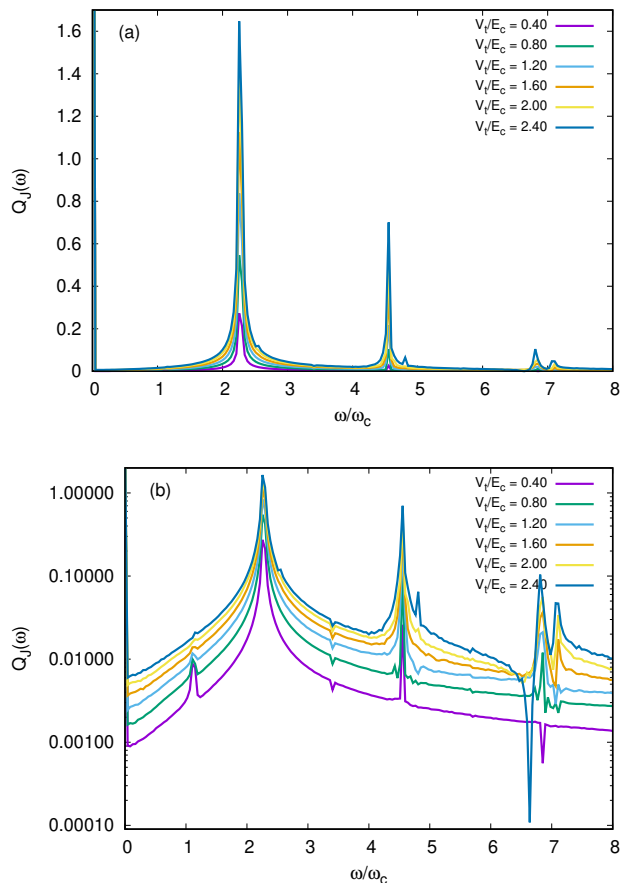 (a)
V_t/E_c = 0.40
V_t/E_c = 0.80
V_t/E_c = 1.20
V_t/E_c = 1.60
V_t/E_c = 2.00
V_t/E_c = 2.40
Q_J(ω)
1.6
1.4
1.2
1.0
0.8
0.6
0.4
0.2
0
0 1 2 3 4 5 6 7 8
ω/ω_c
(b)
V_t/E_c = 0.40
V_t/E_c = 0.80
V_t/E_c = 1.20
V_t/E_c = 1.60
V_t/E_c = 2.00
V_t/E_c = 2.40
Q_J(ω)
1.00000
0.10000
0.01000
0.00100
0.00010
0 1 2 3 4 5 6 7 8
ω/ω_c